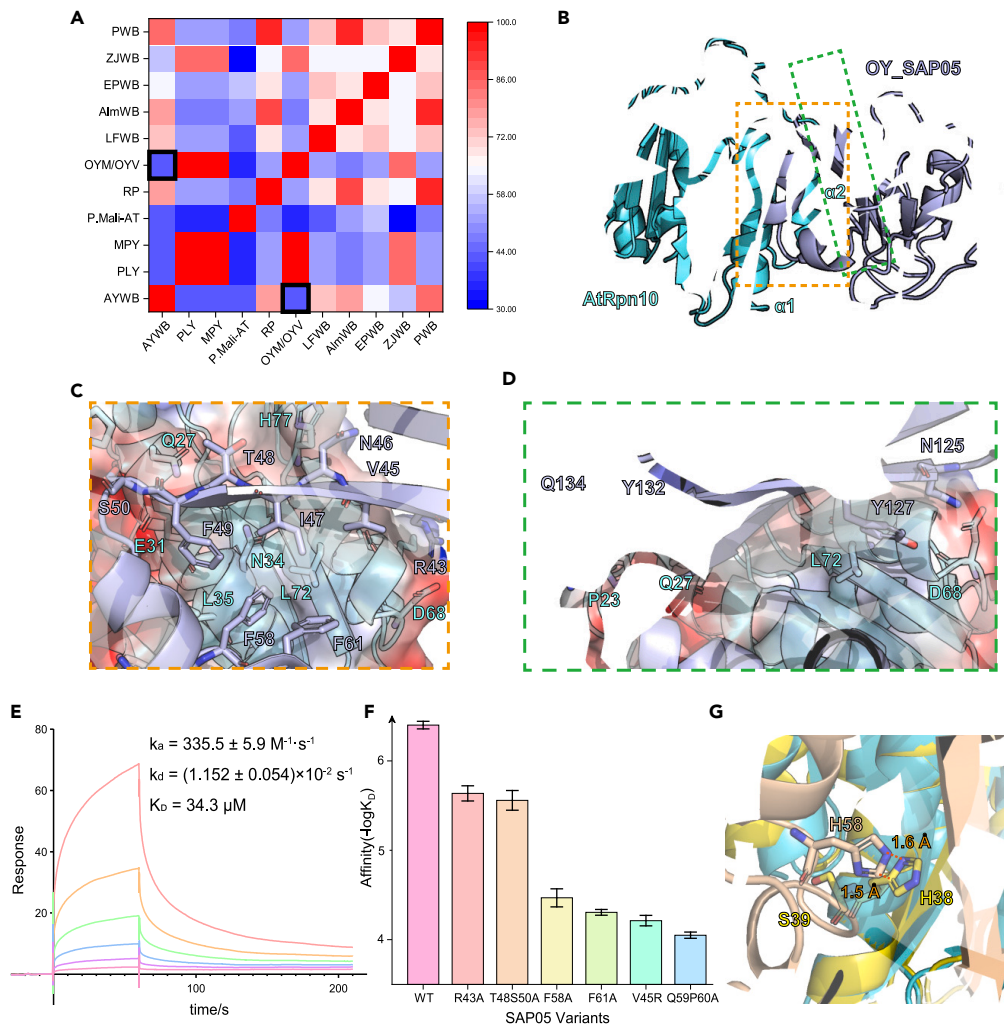 A
PWB
ZJWB
EPWB
AlmWB
LFWB
OYM/OYV
RP
P.Mali-AT
MPY
PLY
AYWB
AYWB
PLY
MPY
P.Mali-AT
RP
OYM/OYV
LFWB
AlmWB
EPWB
ZJWB
PWB
100.0
86.00
72.00
58.00
44.00
30.00
B
OY_SAP05
α2
AtRpn10
α1
C
H77
Q27
N46
T48
V45
S50
F49
I47
E31
N34
R43
L35
L72
D68
F58
F61
D
N125
Q134
Y132
Y127
Q27
L72
P23
D68
E
80
60
40
20
Response
ka = 335.5 ± 5.9 M⁻¹·s⁻¹
kd = (1.152 ± 0.054)×10⁻² s⁻¹
KD = 34.3 μM
0
100
200
time/s
F
Affinity(-logKD)
6
5
4
WT
R43A
T48S50A
F58A
F61A
V45R
Q59P60A
SAP05 Variants
G
H58
1.6 Å
1.5 Å
H38
S39